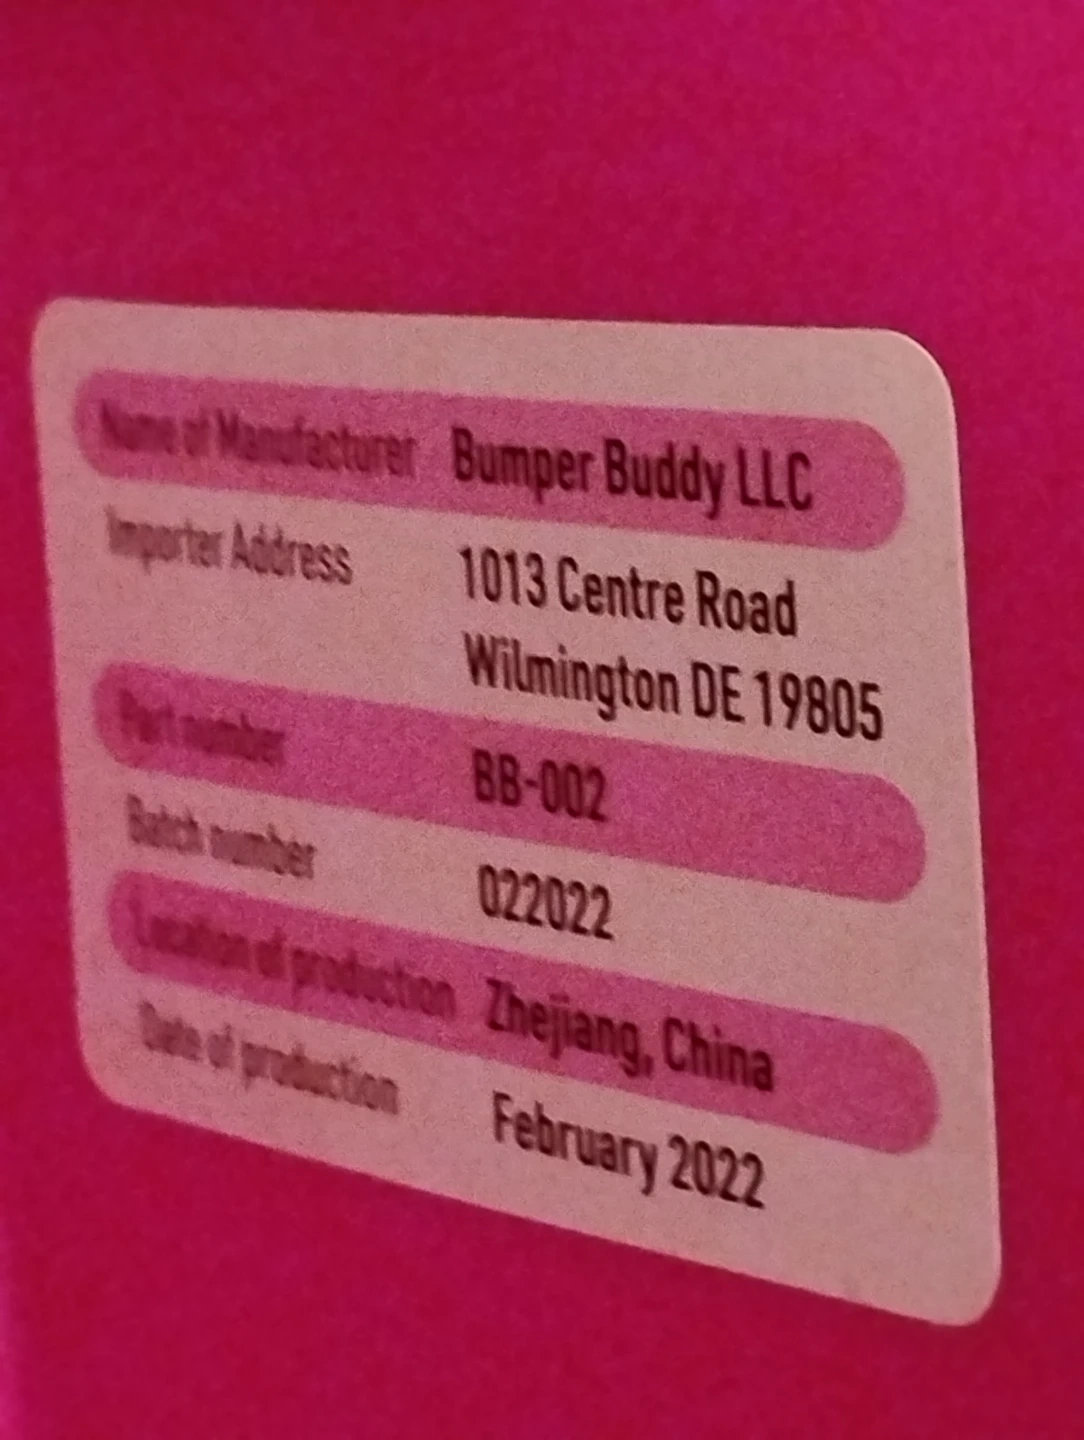 Name of Manufacturer Bumper Buddy LLC
Importer Address 1013 Centre Road
Wilmington DE 19805
Part number BB-002
Batch number 022022
Location of production Zhejiang, China
Date of production February 2022